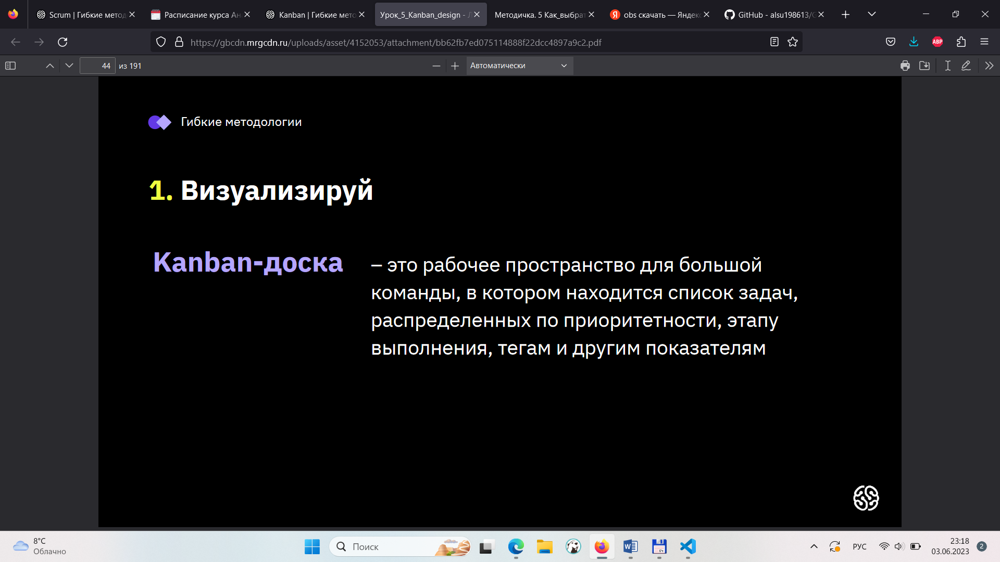 Scrum | Гибкие метод
Расписание курса Ан
Kanban | Гибкие мето
Урок_5_Kanban_design - Л
Методичка. 5 Как_выбрат
obs скачать — Яндекс
GitHub - alsu198613/G
https://gbcdn.mrgcdn.ru/uploads/asset/4152053/attachment/bb62fb7ed075114888f22dcc4897a9c2.pdf
ABP
44 из 191
Автоматически
Гибкие методологии
1. Визуализируй
Kanban-доска
– это рабочее пространство для большой
команды, в котором находится список задач,
распределенных по приоритетности, этапу
выполнения, тегам и другим показателям
8°C
Облачно
Поиск
64
РУС
23:18
03.06.2023
2